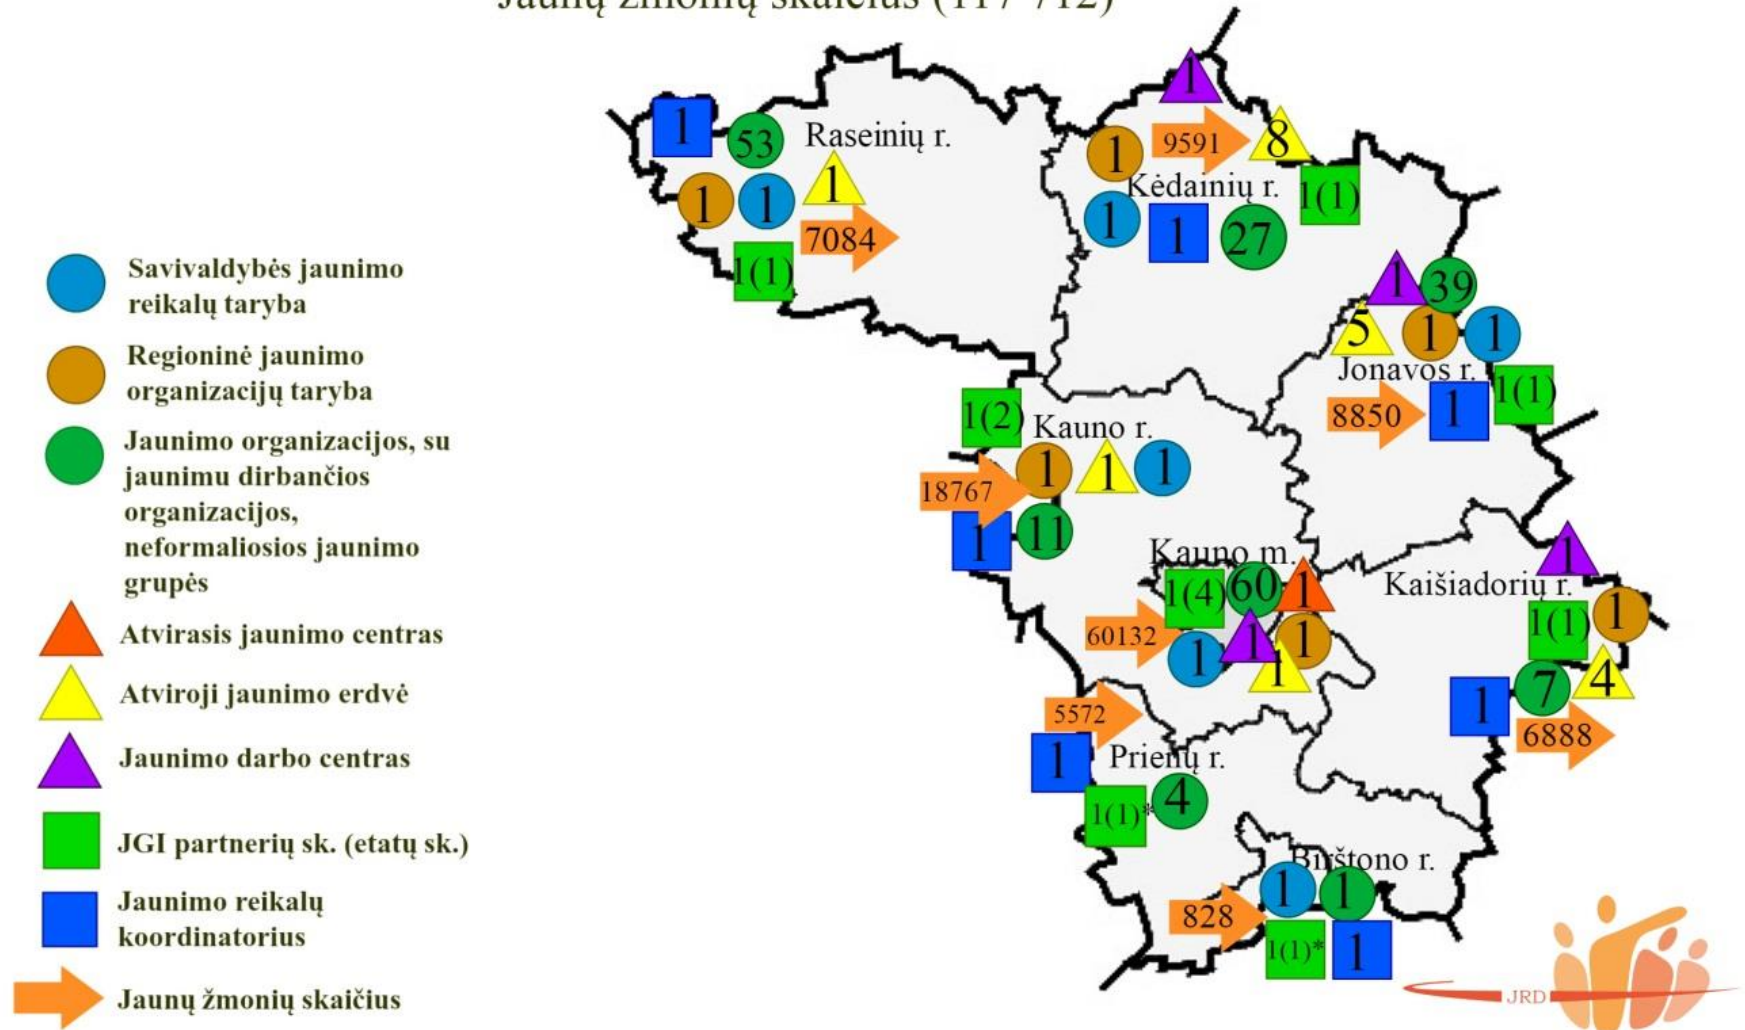 Jaunų žmonių skaičius (117 712)
Savivaldybės jaunimo
reikalų taryba
Regioninė jaunimo
organizacijų taryba
Jaunimo organizacijos, su
jaunimu dirbančios
organizacijos,
neformaliosios jaunimo
grupės
Atvirasis jaunimo centras
Atviroji jaunimo erdvė
Jaunimo darbo centras
JGI partnerių sk. (etatų sk.)
Jaunimo reikalų
koordinatorius
Jaunų žmonių skaičius
1
53
Raseinių r.
1
1
1
7084
1(1)
1
1
9591
8
Kėdainių r.
1(1)
1
1
27
1
39
5
1
1
Jonavos r.
1(1)
8850
1
1(2)
Kauno r.
1
1
1
18767
1
11
Kauno m.
1(4)
60
1
60132
1
1
1
1
1
Kaišiadorių r.
1(1)
1
7
4
1
6888
5572
1
Prienų r.
1(1)*
4
Birštono r.
1
1
828
1(1)*
1
JRD